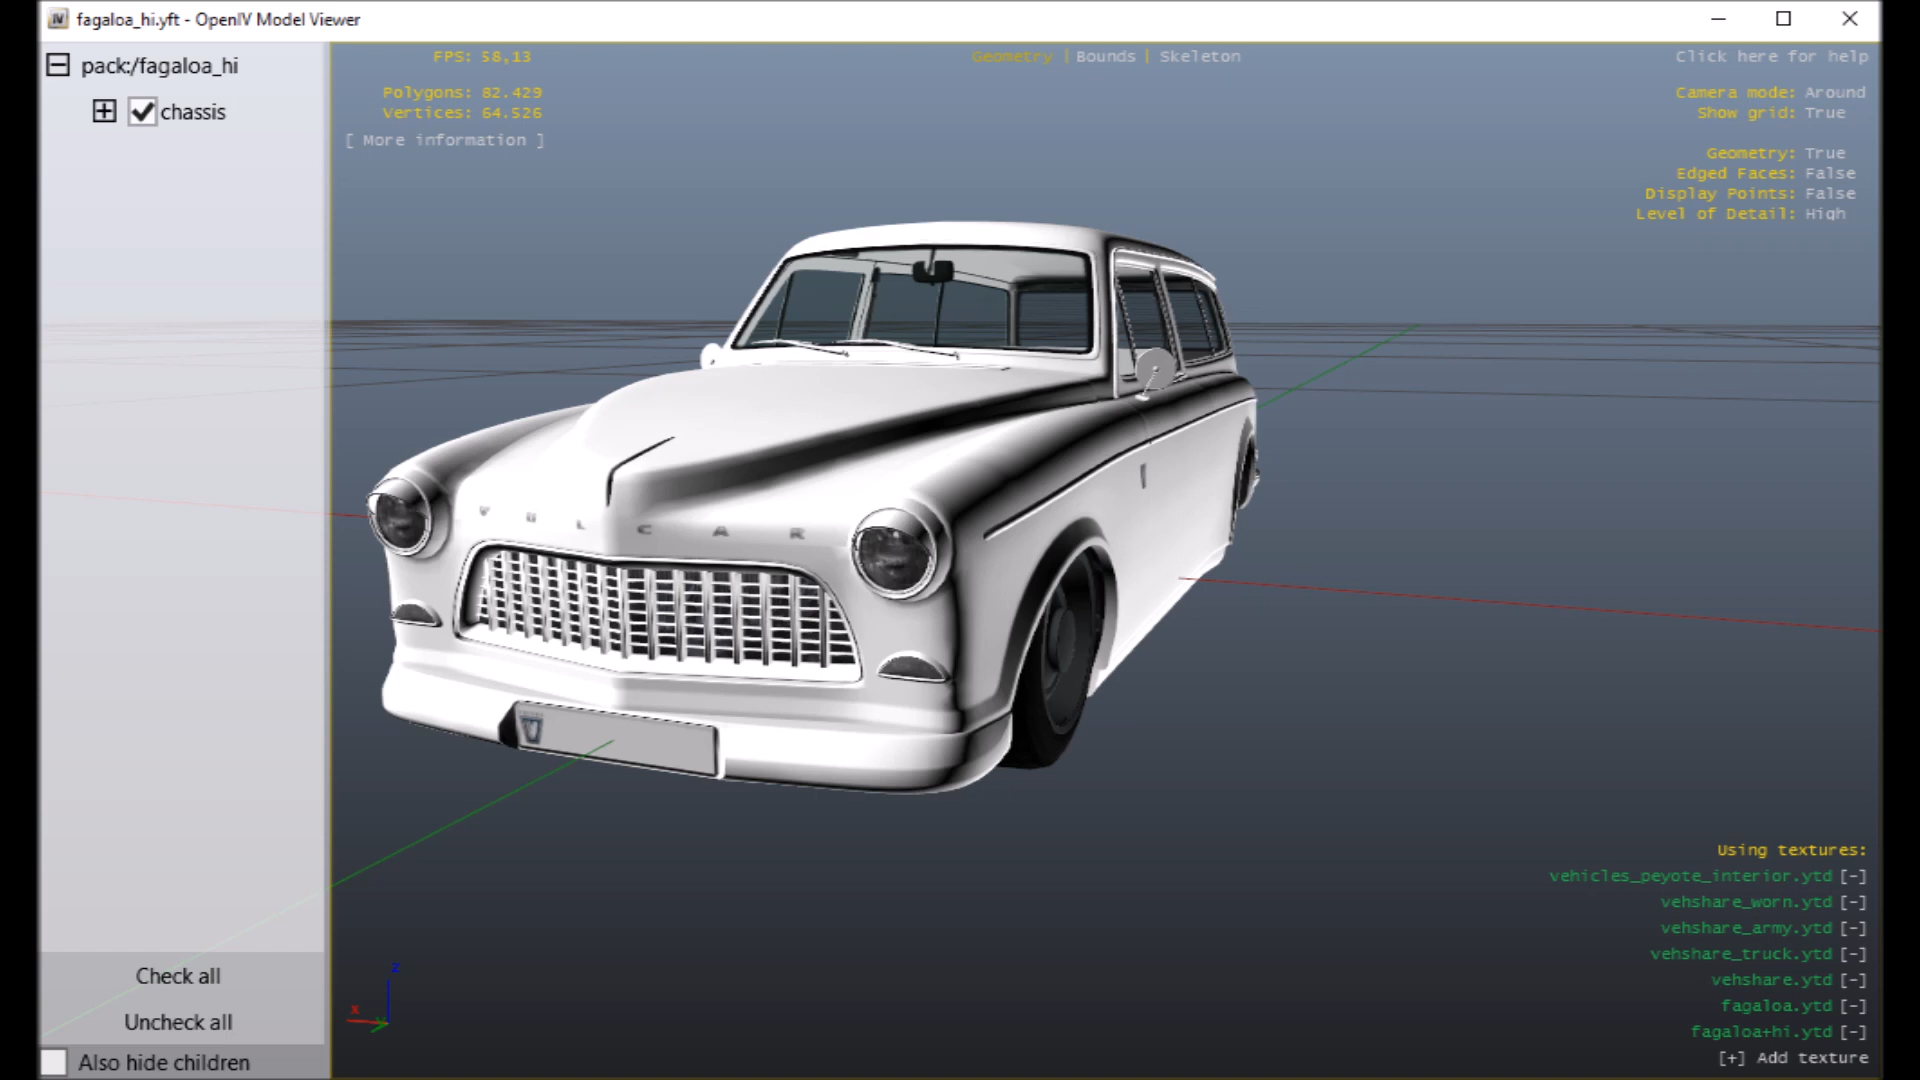 fagaloa_hi.yft - OpenIV Model Viewer
pack:/fagaloa_hi
chassis
FPS: 58,13
Polygons: 82.429
Vertices: 64.526
[ More information ]
Geometry | Bounds | Skeleton
Click here for help
Camera mode: Around
Show grid: True
Geometry: True
Edged Faces: False
Display Points: False
Level of Detail: High
V U L C A R
Using textures:
vehicles_peyote_interior.ytd [-]
vehshare_worn.ytd [-]
vehshare_army.ytd [-]
vehshare_truck.ytd [-]
vehshare.ytd [-]
fagaloa.ytd [-]
fagaloa+hi.ytd [-]
[+] Add texture
z
x
y
Check all
Uncheck all
Also hide children